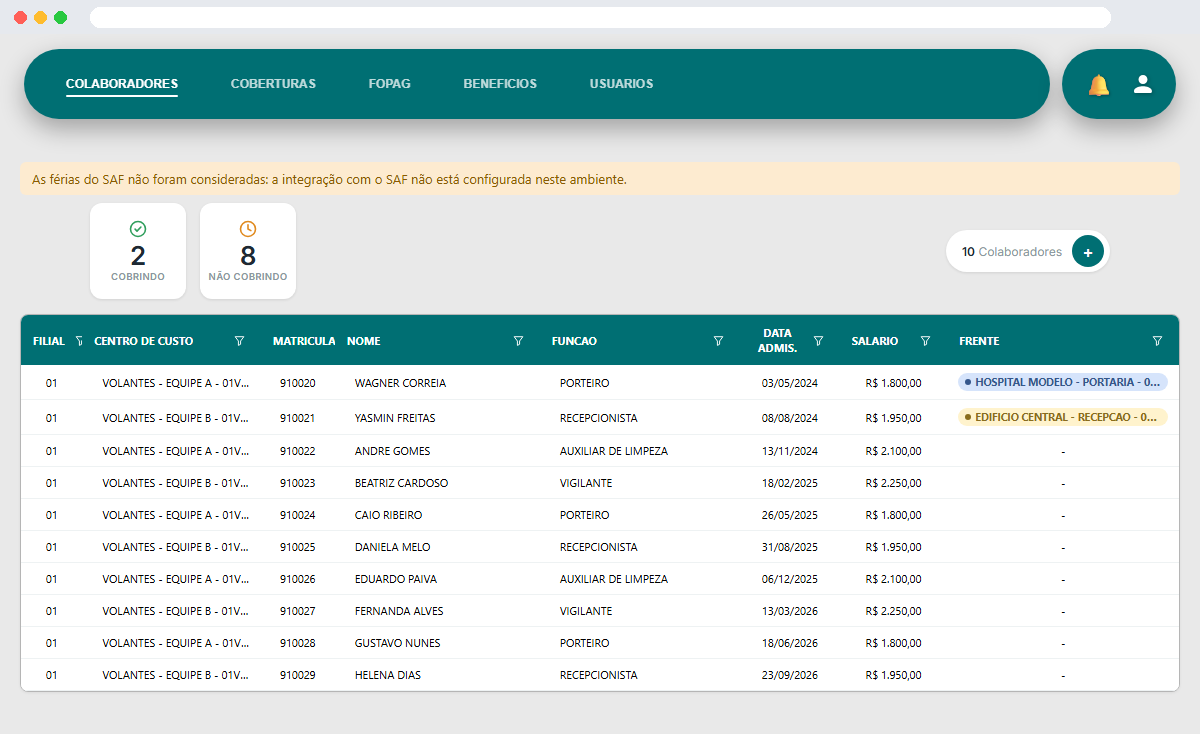 COLABORADORES COBERTURAS FOPAG BENEFICIOS USUARIOS
As férias do SAF não foram consideradas: a integração com o SAF não está configurada neste ambiente.
2
COBRINDO
8
NÃO COBRINDO
10 Colaboradores +
FILIAL CENTRO DE CUSTO MATRICULA NOME FUNCAO DATA ADMIS. SALARIO FRENTE
01 VOLANTES - EQUIPE A - 01V... 910020 WAGNER CORREIA PORTEIRO 03/05/2024 R$ 1.800,00 HOSPITAL MODELO - PORTARIA - 0...
01 VOLANTES - EQUIPE B - 01V... 910021 YASMIN FREITAS RECEPCIONISTA 08/08/2024 R$ 1.950,00 EDIFICIO CENTRAL - RECEPCAO - 0...
01 VOLANTES - EQUIPE A - 01V... 910022 ANDRE GOMES AUXILIAR DE LIMPEZA 13/11/2024 R$ 2.100,00 -
01 VOLANTES - EQUIPE B - 01V... 910023 BEATRIZ CARDOSO VIGILANTE 18/02/2025 R$ 2.250,00 -
01 VOLANTES - EQUIPE A - 01V... 910024 CAIO RIBEIRO PORTEIRO 26/05/2025 R$ 1.800,00 -
01 VOLANTES - EQUIPE B - 01V... 910025 DANIELA MELO RECEPCIONISTA 31/08/2025 R$ 1.950,00 -
01 VOLANTES - EQUIPE A - 01V... 910026 EDUARDO PAIVA AUXILIAR DE LIMPEZA 06/12/2025 R$ 2.100,00 -
01 VOLANTES - EQUIPE B - 01V... 910027 FERNANDA ALVES VIGILANTE 13/03/2026 R$ 2.250,00 -
01 VOLANTES - EQUIPE A - 01V... 910028 GUSTAVO NUNES PORTEIRO 18/06/2026 R$ 1.800,00 -
01 VOLANTES - EQUIPE B - 01V... 910029 HELENA DIAS RECEPCIONISTA 23/09/2026 R$ 1.950,00 -